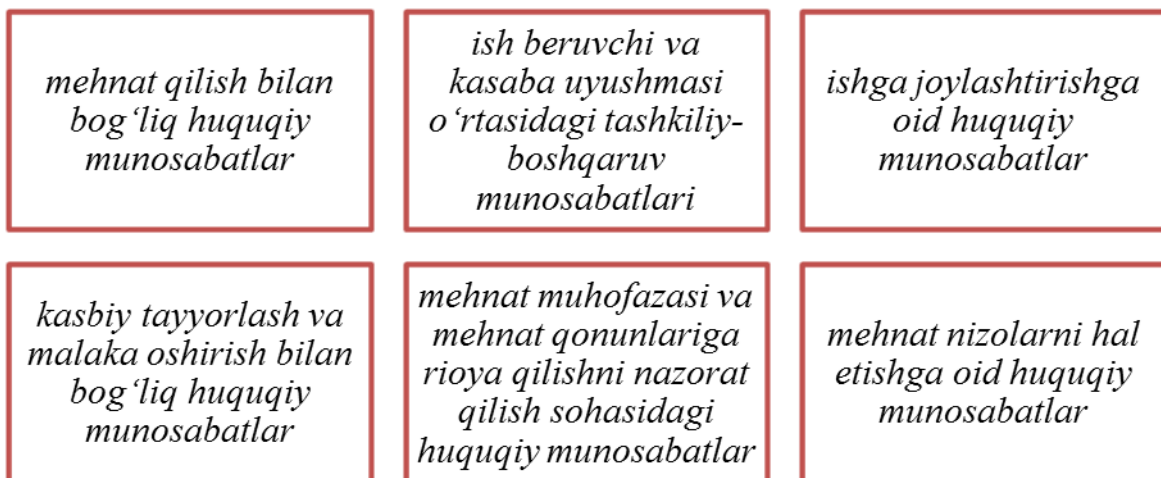 mehnat qilish bilan
bog‘liq huquqiy
munosabatlar
ish beruvchi va
kasaba uyushmasi
o‘rtasidagi tashkiliy-
boshqaruv
munosabatlari
ishga joylashtirishga
oid huquqiy
munosabatlar
kasbiy tayyorlash va
malaka oshirish bilan
bog‘liq huquqiy
munosabatlar
mehnat muhofazasi va
mehnat qonunlariga
rioya qilishni nazorat
qilish sohasidagi
huquqiy munosabatlar
mehnat nizolarni hal
etishga oid huquqiy
munosabatlar